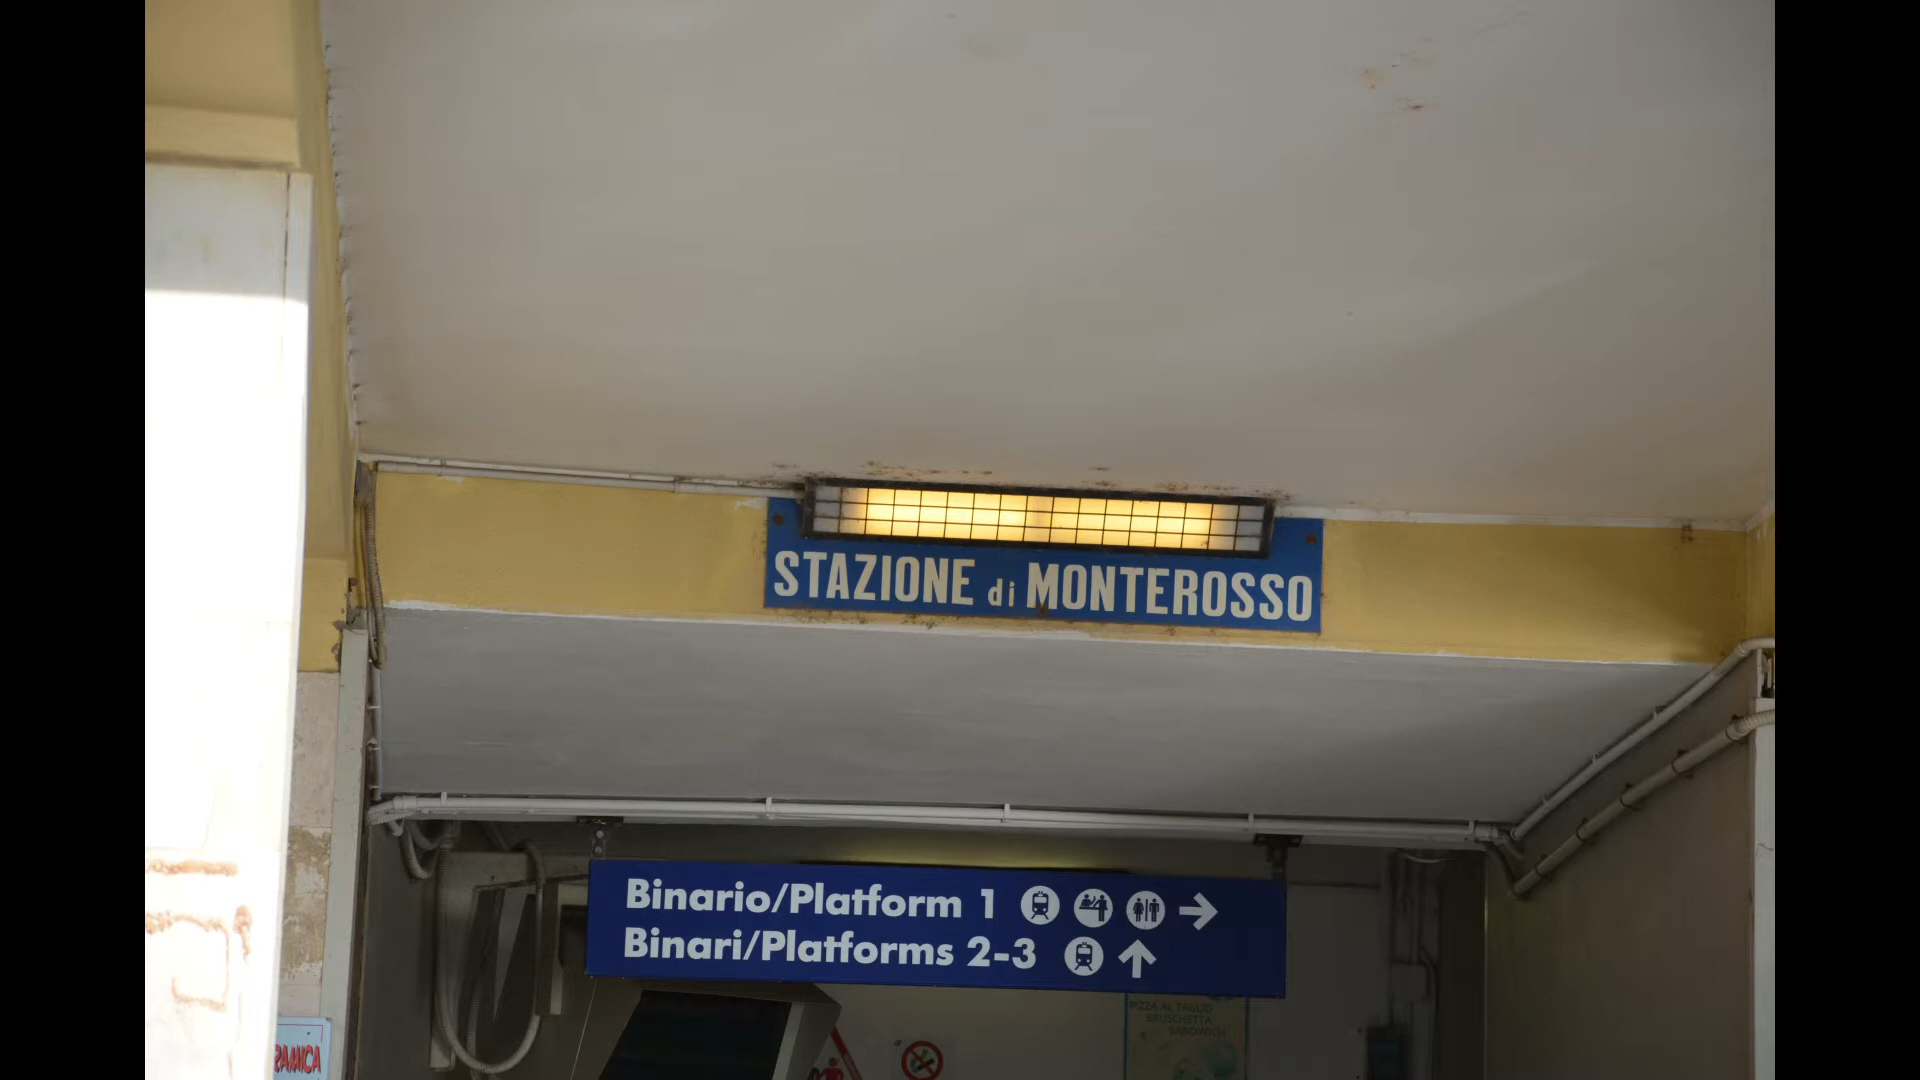 STAZIONE di MONTEROSSO
Binario/Platform 1
Binari/Platforms 2-3
PIZZA AL TAGLIO
BRUSCHETTA
SANDWICH